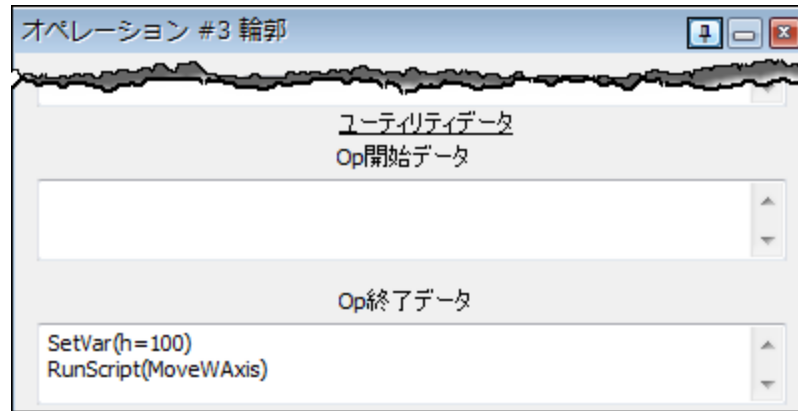 オペレーション #3 輪郭
ユーティリティデータ
Op開始データ
Op終了データ
SetVar(h=100)
RunScript(MoveWAxis)